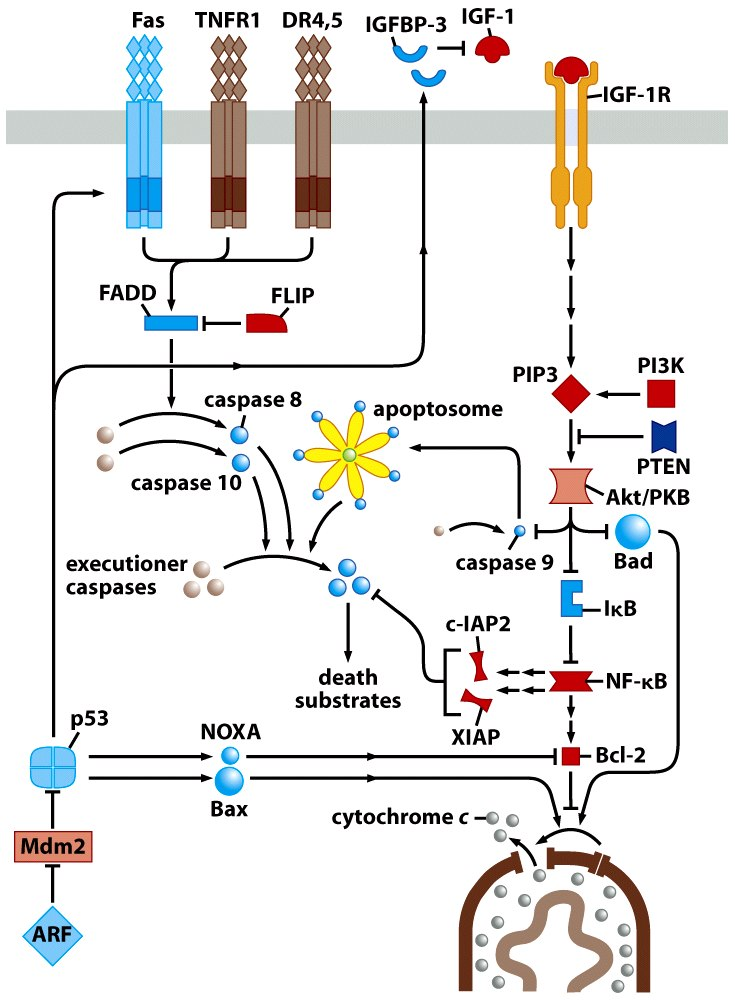 Fas
TNFR1
DR4,5
IGFBP-3
IGF-1
IGF-1R
FADD
FLIP
PIP3
PI3K
PTEN
caspase 8
apoptosome
caspase 10
Akt/PKB
caspase 9
Bad
executioner
caspases
IκB
c-IAP2
death
substrates
NF-κB
XIAP
p53
NOXA
Bcl-2
Bax
cytochrome c
Mdm2
ARF